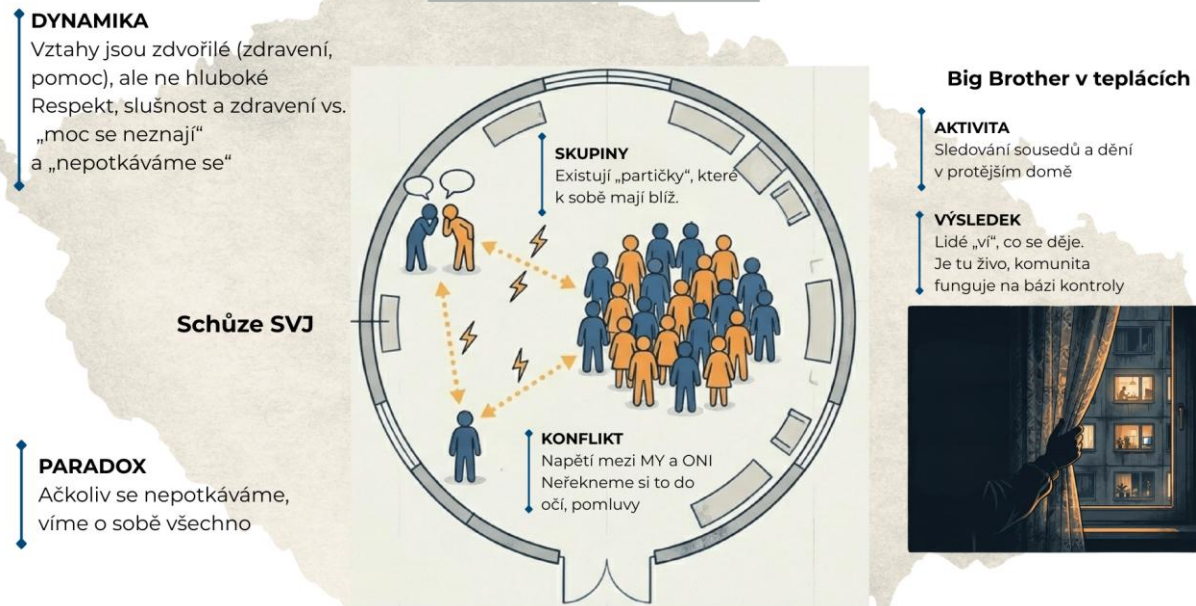 DYNAMIKA
Vztahy jsou zdvořilé (zdravení,
pomoc), ale ne hluboké
Respekt, slušnost a zdravení vs.
„moc se neznají“
a „nepotkáváme se“
PARADOX
Ačkoliv se nepotkáváme,
víme o sobě všechno
Schůze SVJ
SKUPINY
Existují „partičky“, které
k sobě mají blíž.
KONFLIKT
Napětí mezi MY a ONI
Neřekneme si to do
očí, pomluvy
Big Brother v teplácích
AKTIVITA
Sledování sousedů a dění
v protějším domě
VÝSLEDEK
Lidé „ví“, co se děje.
Je tu živo, komunita
funguje na bázi kontroly